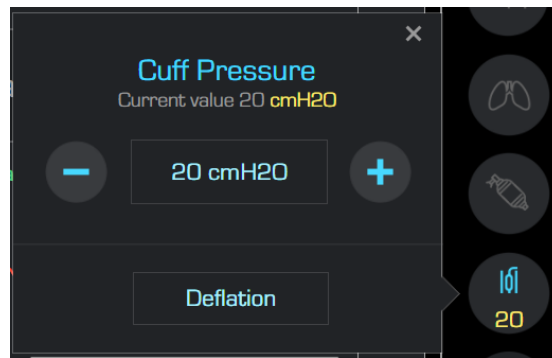 ×
Cuff Pressure
Current value 20 cmH2O
− 20 cmH2O +
Deflation
20